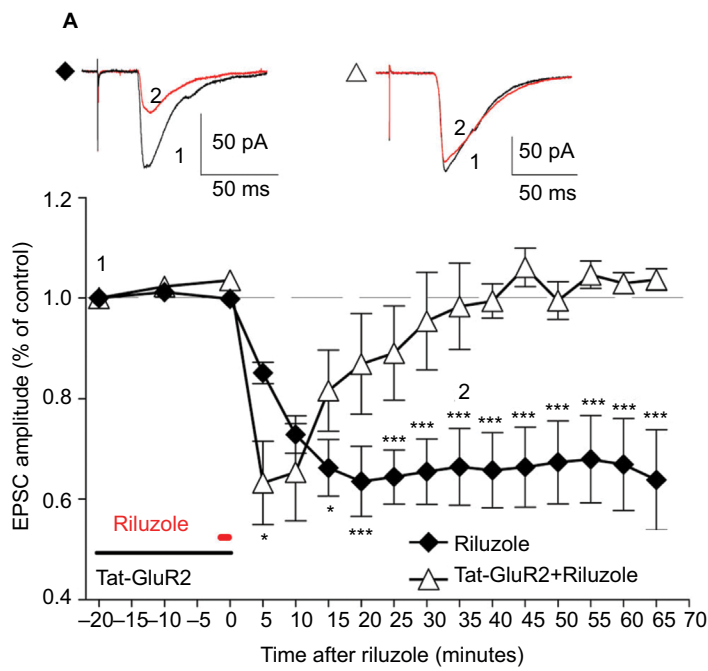 A
2
1
50 pA
50 ms
2
1
50 pA
50 ms
EPSC amplitude (% of control)
1.2
1.0
0.8
0.6
0.4
1
2
*** *** *** *** *** *** *** *** ***
* * ***
Riluzole
Tat-GluR2
Riluzole
Tat-GluR2+Riluzole
–20 –15 –10 –5 0 5 10 15 20 25 30 35 40 45 50 55 60 65 70
Time after riluzole (minutes)